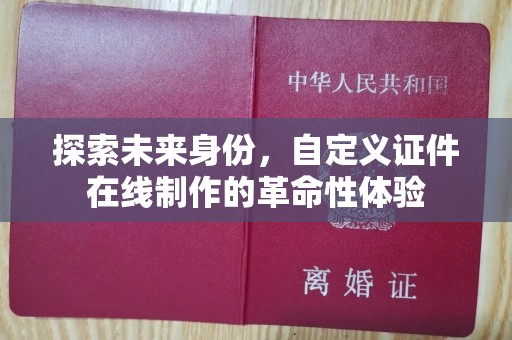 中华人民共和国
探索未来身份，自定义证件
在线制作的革命性体验
离婚证